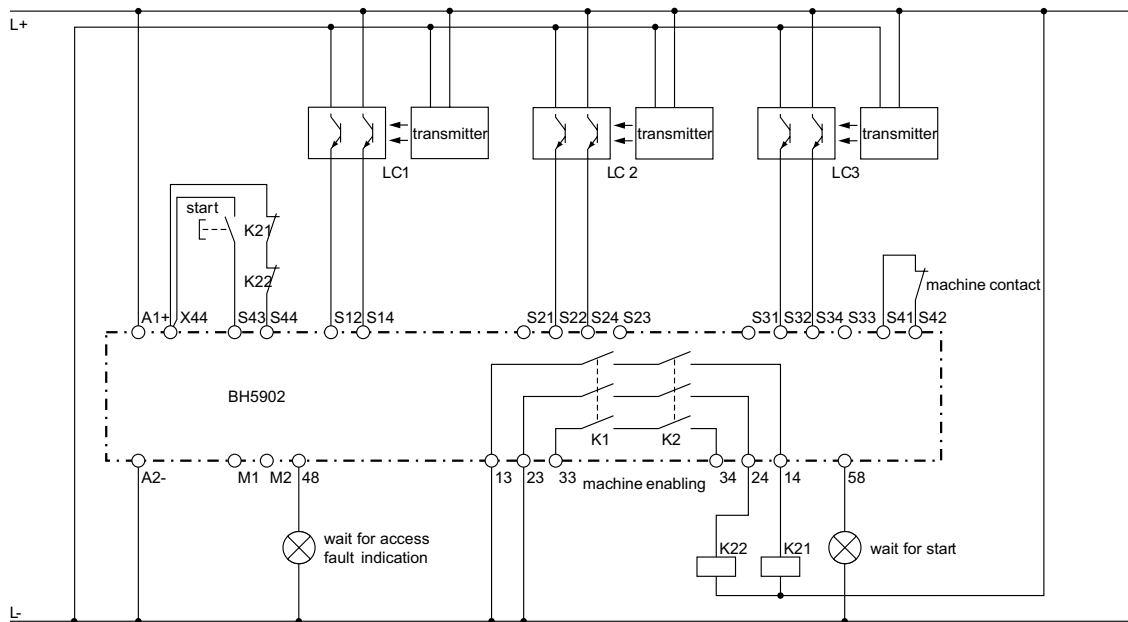 L+
transmitter
transmitter
transmitter
LC1
LC 2
LC3
start
K21
K22
machine contact
A1+
X44
S43
S44
S12
S14
S21
S22
S24
S23
S31
S32
S34
S33
S41
S42
BH5902
K1
K2
A2-
M1
M2
48
13
23
33
machine enabling
34
24
14
58
wait for access
fault indication
K22
K21
wait for start
L-